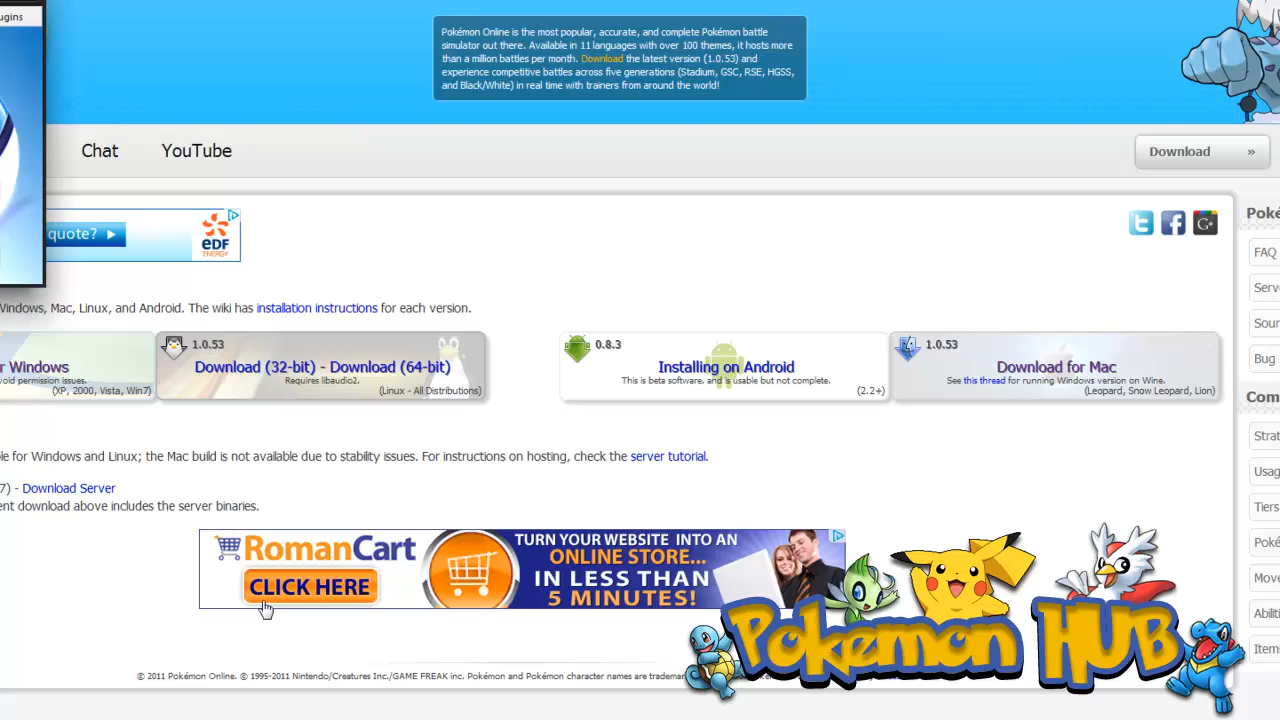 ugins
Pokémon Online is the most popular, accurate, and complete Pokémon battle
simulator out there. Available in 11 languages with over 100 themes, it hosts more
than a million battles per month. Download the latest version (1.0.53) and
experience competitive battles across five generations (Stadium, GSC, RSE, HGSS,
and Black/White) in real time with trainers from around the world!
Chat YouTube
Download »
quote?
eDF
ENERGY
Poké
FAQ
Serv
Sour
Bug
Windows, Mac, Linux, and Android. The wiki has installation instructions for each version.
r Windows
void permission issues.
(XP, 2000, Vista, Win7)
1.0.53
Download (32-bit) - Download (64-bit)
Requires libaudio2.
(Linux - All Distributions)
0.8.3
Installing on Android
This is beta software, and is usable but not complete.
(2.2+)
1.0.53
Download for Mac
See this thread for running Windows version on Wine.
(Leopard, Snow Leopard, Lion)
Com
Strat
Usag
Tiers
Poké
Move
Abiliti
Items
ble for Windows and Linux; the Mac build is not available due to stability issues. For instructions on hosting, check the server tutorial.
7) - Download Server
ent download above includes the server binaries.
RomanCart
CLICK HERE
TURN YOUR WEBSITE INTO AN
ONLINE STORE...
IN LESS THAN
5 MINUTES!
Pokemon HUB
© 2011 Pokémon Online. © 1995-2011 Nintendo/Creatures Inc./GAME FREAK inc. Pokémon and Pokémon character names are trademar